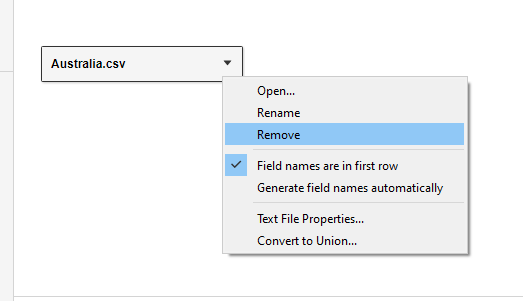 Australia.csv
Open...
Rename
Remove
Field names are in first row
Generate field names automatically
Text File Properties...
Convert to Union...